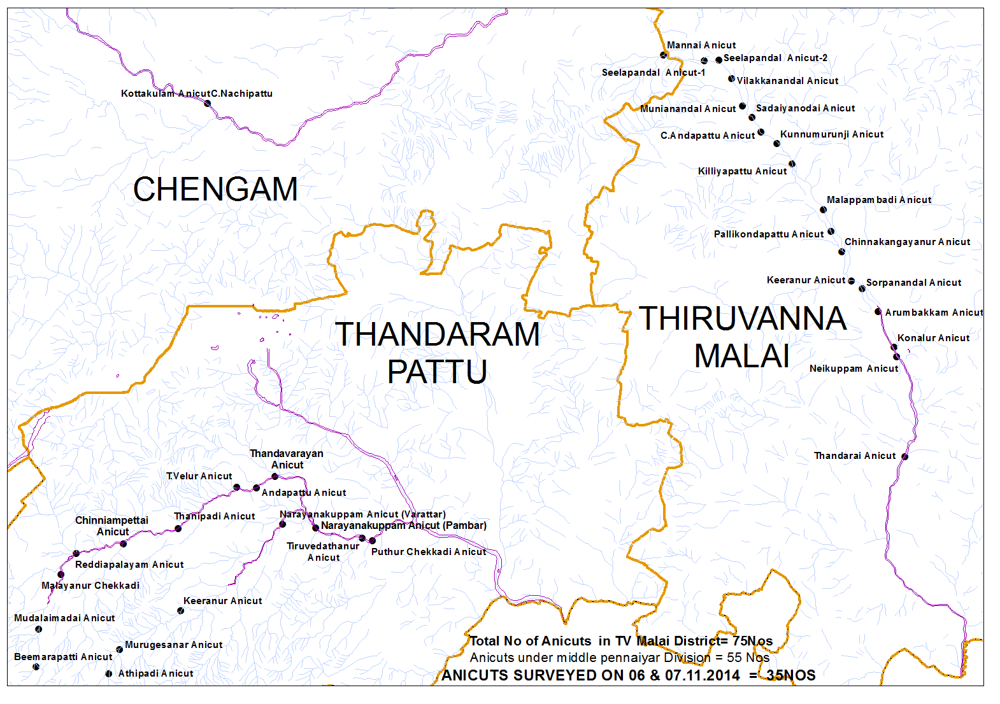 Mannai Anicut
Seelapandal Anicut-2
Seelapandal Anicut-1
Vilakkanandal Anicut
Kottakulam AnicutC.Nachipattu
Munianandal Anicut
Sadaiyanodai Anicut
C.Andapattu Anicut
Kunnumurunji Anicut
Killiyapattu Anicut
CHENGAM
Malappambadi Anicut
Pallikondapattu Anicut
Chinnakangayanur Anicut
Keeranur Anicut
Sorpanandal Anicut
Arumbakkam Anicut
THANDARAM
PATTU
THIRUVANNA
MALAI
Konalur Anicut
Neikuppam Anicut
Thandarai Anicut
Thandavarayan
Anicut
T.Velur Anicut
Andapattu Anicut
Thanipadi Anicut
Chinniampettai
Anicut
Narayanakuppam Anicut (Varattar)
Narayanakuppam Anicut (Pambar)
Tiruvedathanur
Anicut
Puthur Chekkadi Anicut
Reddiapalayam Anicut
Malayanur Chekkadi
Keeranur Anicut
Mudalaimadai Anicut
Murugesanar Anicut
Beemarapatti Anicut
Athipadi Anicut
Total No of Anicuts in TV Malai District= 75Nos
Anicuts under middle pennaiyar Division = 55 Nos
ANICUTS SURVEYED ON 06 & 07.11.2014 = 35NOS